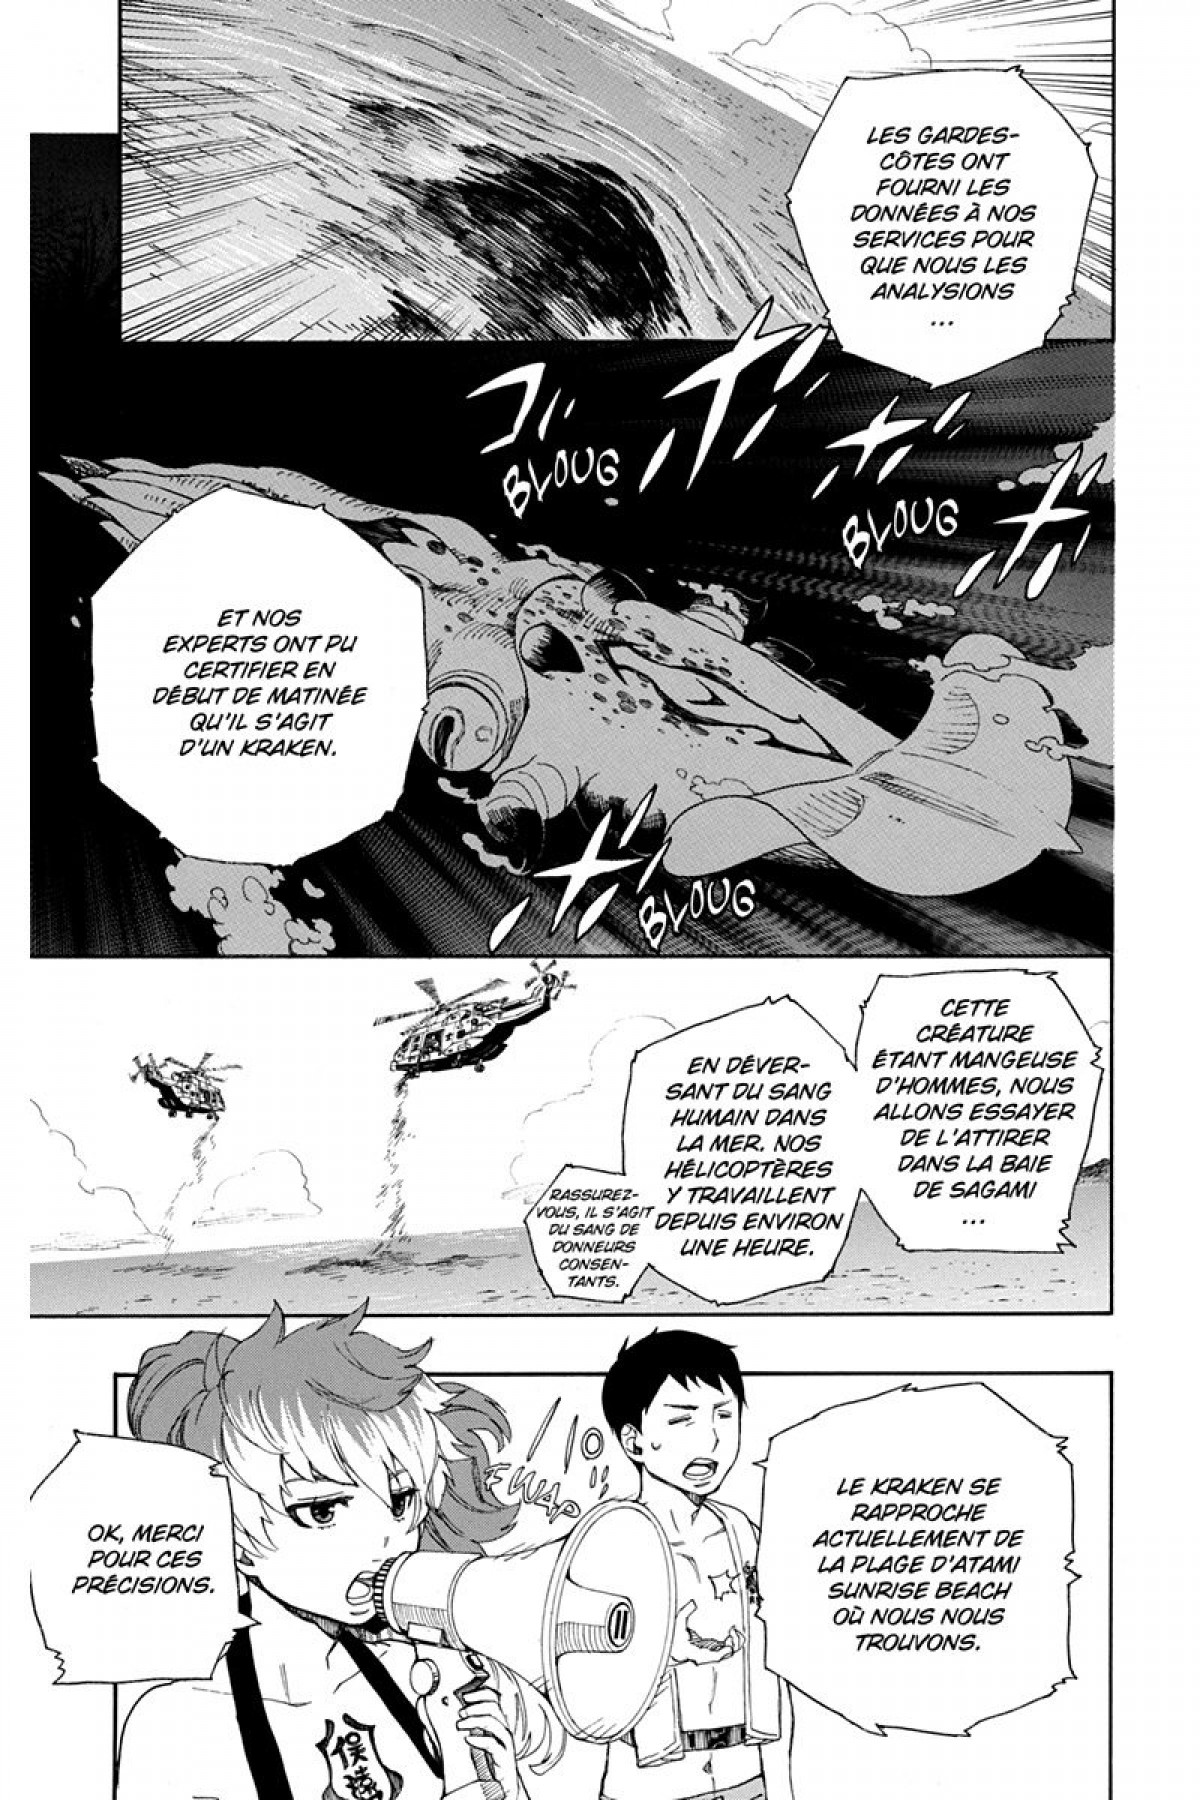 LES GARDES-
CÔTES ONT
FOURNI LES
DONNÉES À NOS
SERVICES POUR
QUE NOUS LES
ANALYSIONS
...
BLOUG
BLOUG
ET NOS
EXPERTS ONT PU
CERTIFIER EN
DÉBUT DE MATINÉE
QU'IL S'AGIT
D'UN KRAKEN.
BLOUG
CETTE
CRÉATURE
ÉTANT MANGEUSE
D'HOMMES, NOUS
ALLONS ESSAYER
DE L'ATTIRER
DANS LA BAIE
DE SAGAMI
...
EN DÉVER-
SANT DU SANG
HUMAIN DANS
LA MER. NOS
HÉLICOPTÈRES
Y TRAVAILLENT
DEPUIS ENVIRON
UNE HEURE.
RASSUREZ-
VOUS, IL S'AGIT
DU SANG DE
DONNEURS
CONSEN-
TANTS.
LE KRAKEN SE
RAPPROCHE
ACTUELLEMENT DE
LA PLAGE D'ATAMI
SUNRISE BEACH
OÙ NOUS NOUS
TROUVONS.
FWAP
OK, MERCI
POUR CES
PRÉCISIONS.